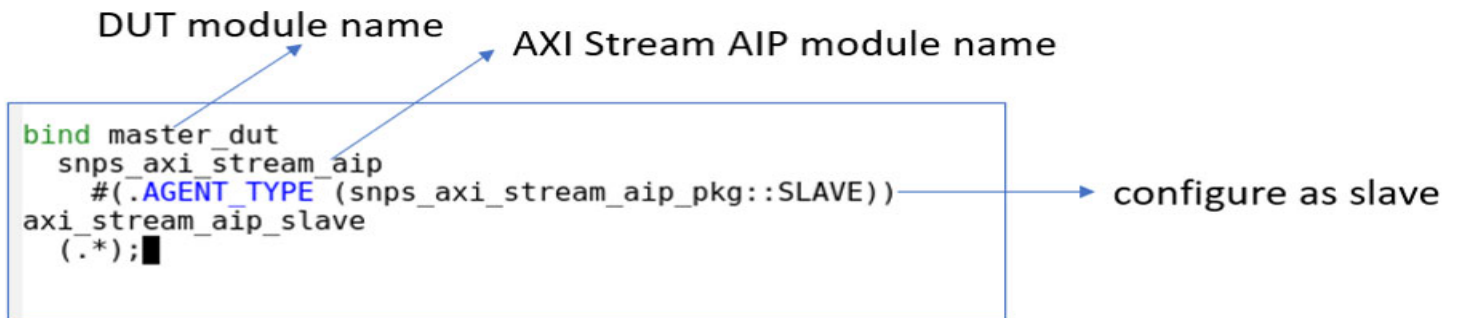 DUT module name
AXI Stream AIP module name
bind master_dut
snps_axi_stream_aip
#(.AGENT_TYPE (snps_axi_stream_aip_pkg::SLAVE))
configure as slave
axi_stream_aip_slave
(.*);